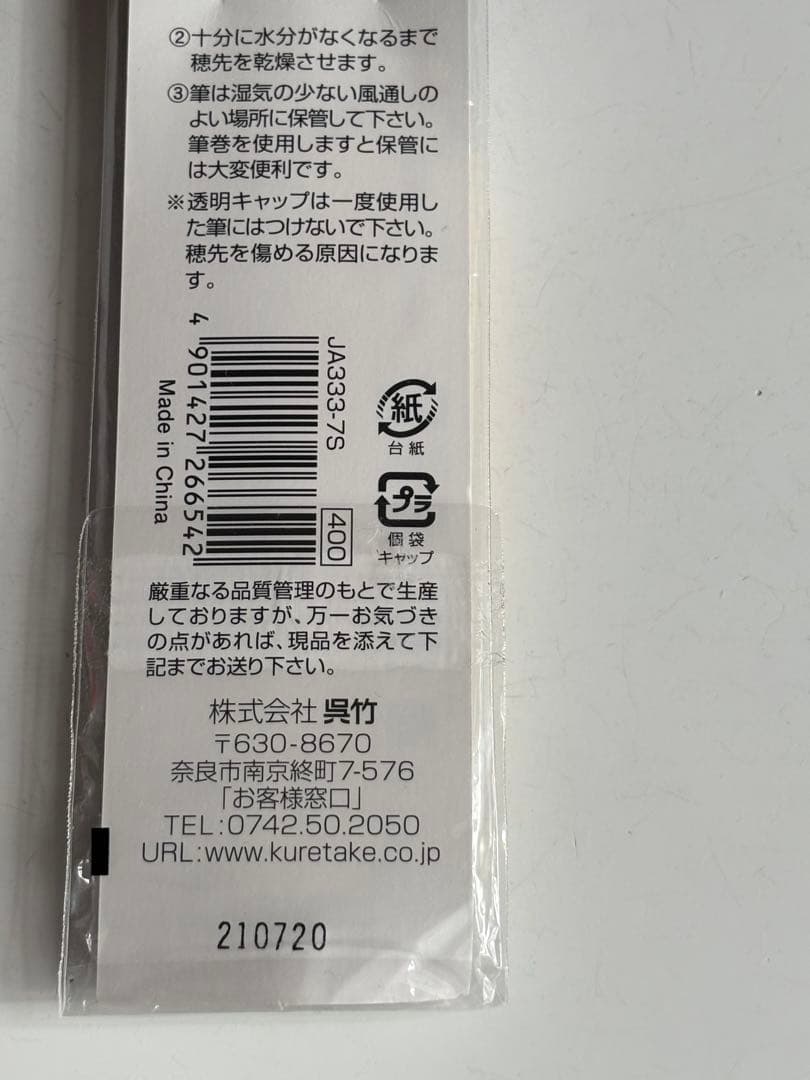 ②十分に水分がなくなるまで
穂先を乾燥させます。
③筆は湿気の少ない風通しの
よい場所に保管して下さい。
筆巻を使用しますと保管に
は大変便利です。
※透明キャップは一度使用し
た筆にはつけないで下さい。
穂先を傷める原因になりま
す。
JA333-7S
4 901427 266542
Made in China
400
紙
台紙
プラ
個袋
キャップ
厳重なる品質管理のもとで生産
しておりますが、万一お気づき
の点があれば、現品を添えて下
記までお送り下さい。
株式会社 呉竹
〒630-8670
奈良市南京終町7-576
「お客様窓口」
TEL:0742.50.2050
URL:www.kuretake.co.jp
210720